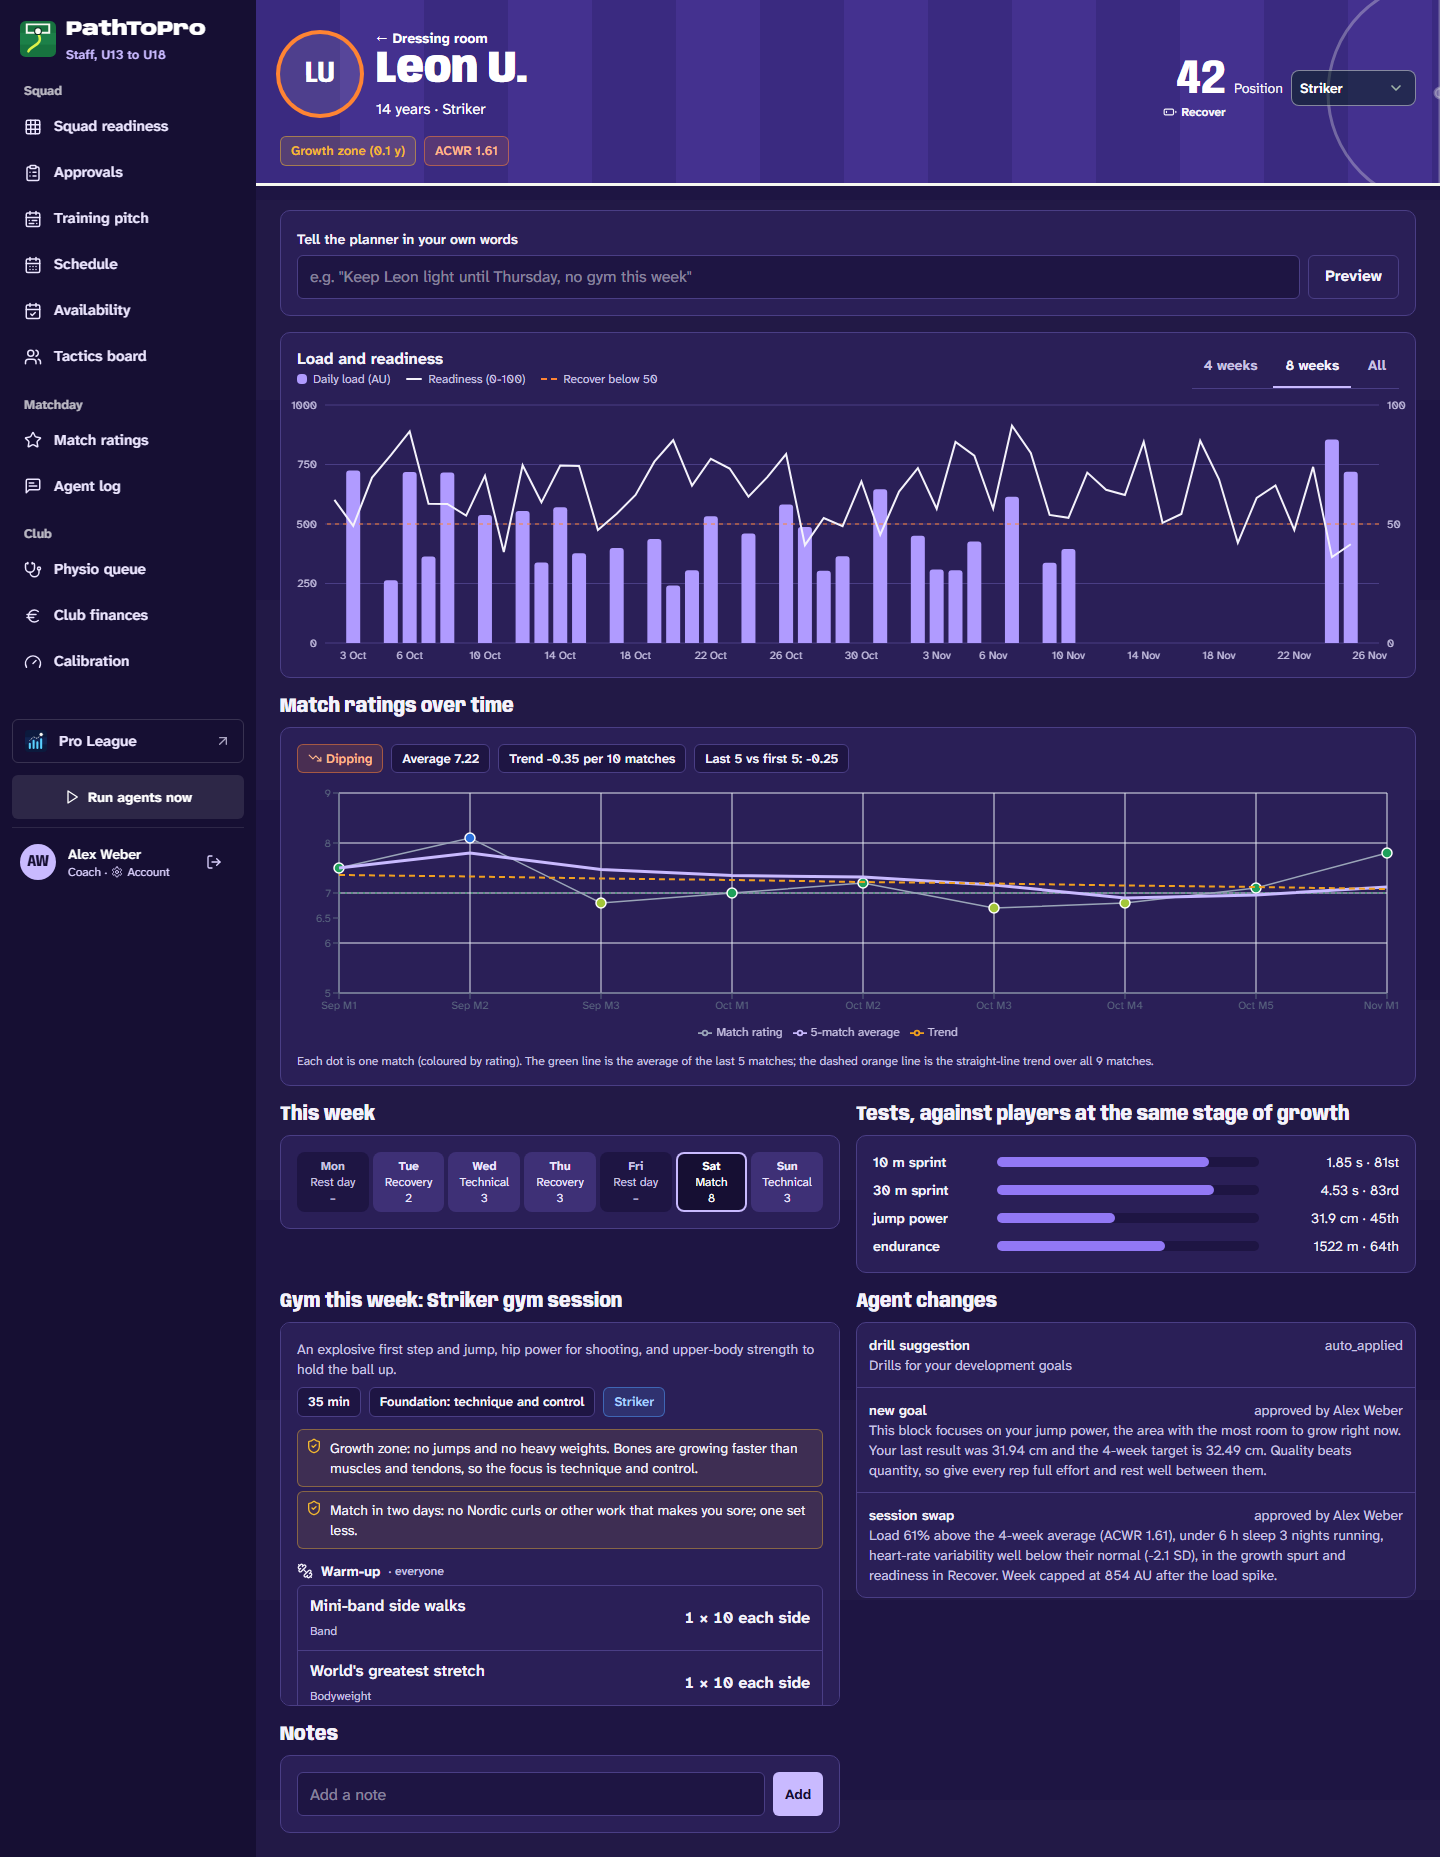 PathToPro
Staff, U13 to U18
Squad
Squad readiness
Approvals
Training pitch
Schedule
Availability
Tactics board
Matchday
Match ratings
Agent log
Club
Physio queue
Club finances
Calibration
Pro League
Run agents now
AW
Alex Weber
Coach · Account
LU
← Dressing room
Leon U.
14 years · Striker
Growth zone (0.1 y)
ACWR 1.61
42
Recover
Position
Striker
Tell the planner in your own words
e.g. "Keep Leon light until Thursday, no gym this week"
Preview
Load and readiness
Daily load (AU)
Readiness (0-100)
Recover below 50
4 weeks
8 weeks
All
1000
750
500
250
0
100
50
0
3 Oct
6 Oct
10 Oct
14 Oct
18 Oct
22 Oct
26 Oct
30 Oct
3 Nov
6 Nov
10 Nov
14 Nov
18 Nov
22 Nov
26 Nov
Match ratings over time
Dipping
Average 7.22
Trend -0.35 per 10 matches
Last 5 vs first 5: -0.25
9
8
7
6.5
6
5
Sep M1
Sep M2
Sep M3
Oct M1
Oct M2
Oct M3
Oct M4
Oct M5
Nov M1
Match rating
5-match average
Trend
Each dot is one match (coloured by rating). The green line is the average of the last 5 matches; the dashed orange line is the straight-line trend over all 9 matches.
This week
Mon
Rest day
–
Tue
Recovery
2
Wed
Technical
3
Thu
Recovery
3
Fri
Rest day
–
Sat
Match
8
Sun
Technical
3
Tests, against players at the same stage of growth
10 m sprint
1.85 s · 81st
30 m sprint
4.53 s · 83rd
jump power
31.9 cm · 45th
endurance
1522 m · 64th
Gym this week: Striker gym session
An explosive first step and jump, hip power for shooting, and upper-body strength to
hold the ball up.
35 min
Foundation: technique and control
Striker
Growth zone: no jumps and no heavy weights. Bones are growing faster than
muscles and tendons, so the focus is technique and control.
Match in two days: no Nordic curls or other work that makes you sore; one set
less.
Warm-up · everyone
Mini-band side walks
Band
1 × 10 each side
World's greatest stretch
Bodyweight
1 × 10 each side
Agent changes
drill suggestion
auto_applied
Drills for your development goals
new goal
approved by Alex Weber
This block focuses on your jump power, the area with the most room to grow right now.
Your last result was 31.94 cm and the 4-week target is 32.49 cm. Quality beats
quantity, so give every rep full effort and rest well between them.
session swap
approved by Alex Weber
Load 61% above the 4-week average (ACWR 1.61), under 6 h sleep 3 nights running,
heart-rate variability well below their normal (-2.1 SD), in the growth spurt and
readiness in Recover. Week capped at 854 AU after the load spike.
Notes
Add a note
Add